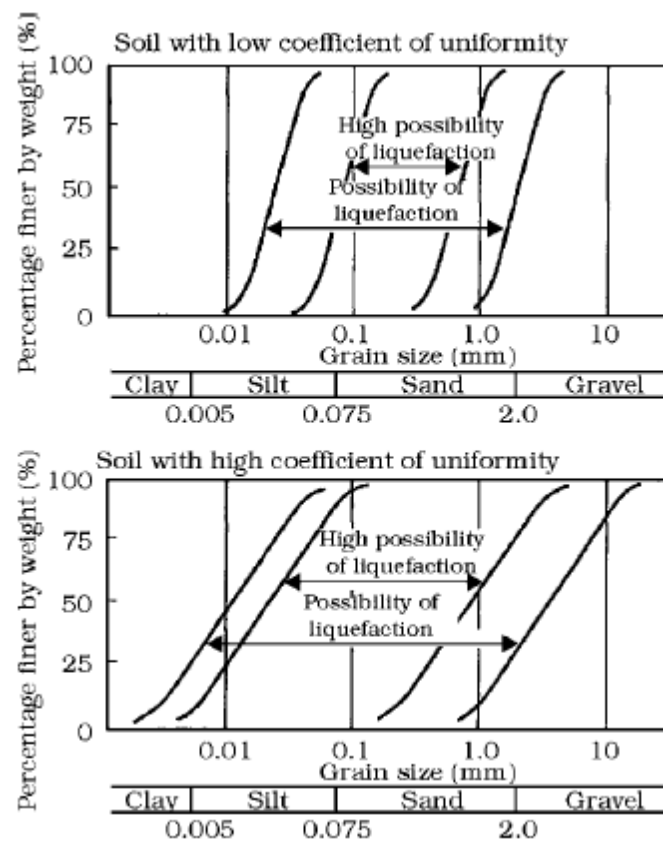 Soil with low coefficient of uniformity
Percentage finer by weight (%)
100
75
50
25
0
High possibility
of liquefaction
Possibility of
liquefaction
0.01 0.1 1.0 10
Grain size (mm)
Clay Silt Sand Gravel
0.005 0.075 2.0
Soil with high coefficient of uniformity
Percentage finer by weight (%)
100
75
50
25
0
High possibility
of liquefaction
Possibility of
liquefaction
0.01 0.1 1.0 10
Grain size (mm)
Clay Silt Sand Gravel
0.005 0.075 2.0